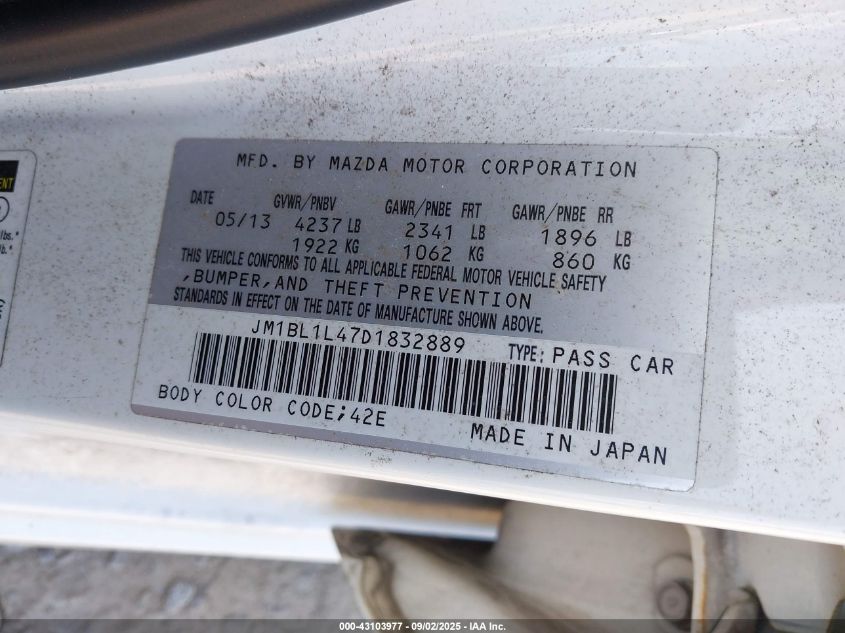 MFD. BY MAZDA MOTOR CORPORATION
DATE GVWR/PNBV GAWR/PNBE FRT GAWR/PNBE RR
05/13 4237 LB 2341 LB 1896 LB
1922 KG 1062 KG 860 KG
THIS VEHICLE CONFORMS TO ALL APPLICABLE FEDERAL MOTOR VEHICLE SAFETY
,BUMPER,AND THEFT PREVENTION
STANDARDS IN EFFECT ON THE DATE OF MANUFACTURE SHOWN ABOVE.
JM1BL1L47D1832889 TYPE: PASS CAR
BODY COLOR CODE;42E
MADE IN JAPAN
ENT
lbs.
lb.
000-43103977 - 09/02/2025 - IAA Inc.